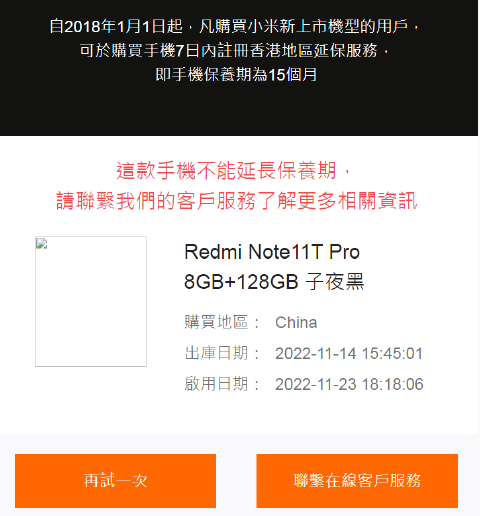 自2018年1月1日起，凡購買小米新上市機型的用戶，
可於購買手機7日內註冊香港地區延保服務，
即手機保養期為15個月
這款手機不能延長保養期，
請聯繫我們的客戶服務了解更多相關資訊
Redmi Note11T Pro
8GB+128GB 子夜黑
購買地區： China
出庫日期： 2022-11-14 15:45:01
啟用日期： 2022-11-23 18:18:06
再試一次
聯繫在線客戶服務